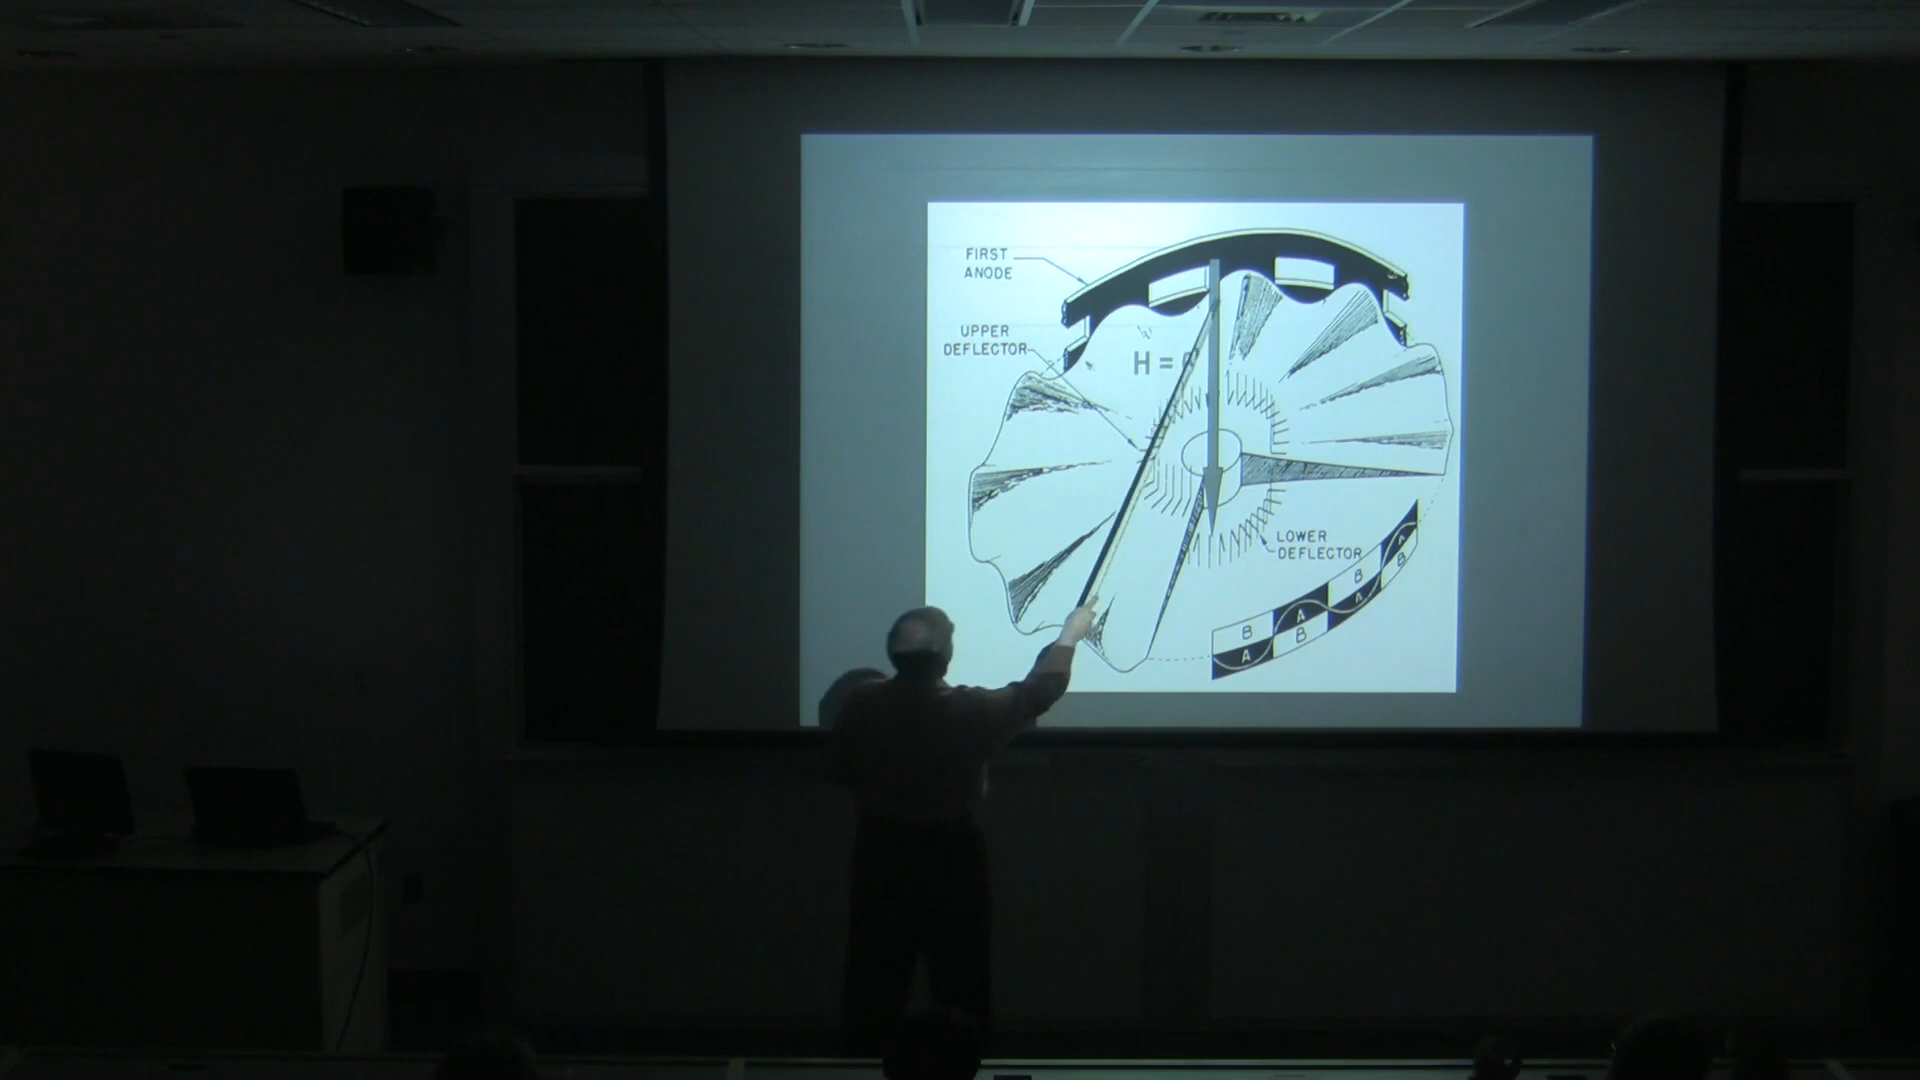 FIRST
ANODE
UPPER
DEFLECTOR
H =
LOWER
DEFLECTOR
A
B
B
A
A
B
B
A